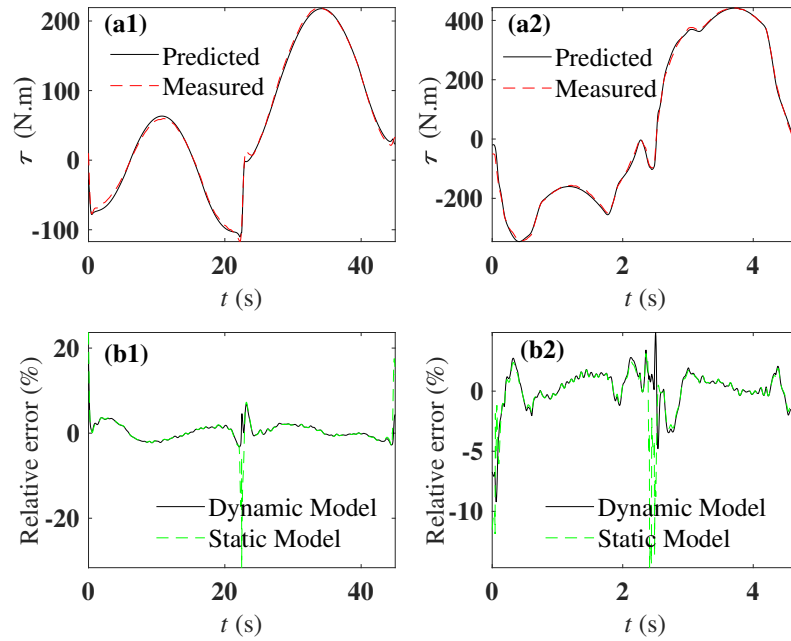 (a1)
Predicted
Measured
200
100
0
-100
τ (N.m)
0 20 40
t (s)
(a2)
Predicted
Measured
400
200
0
-200
τ (N.m)
0 2 4
t (s)
(b1)
20
0
-20
Relative error (%)
Dynamic Model
Static Model
0 20 40
t (s)
(b2)
0
-5
-10
Relative error (%)
Dynamic Model
Static Model
0 2 4
t (s)